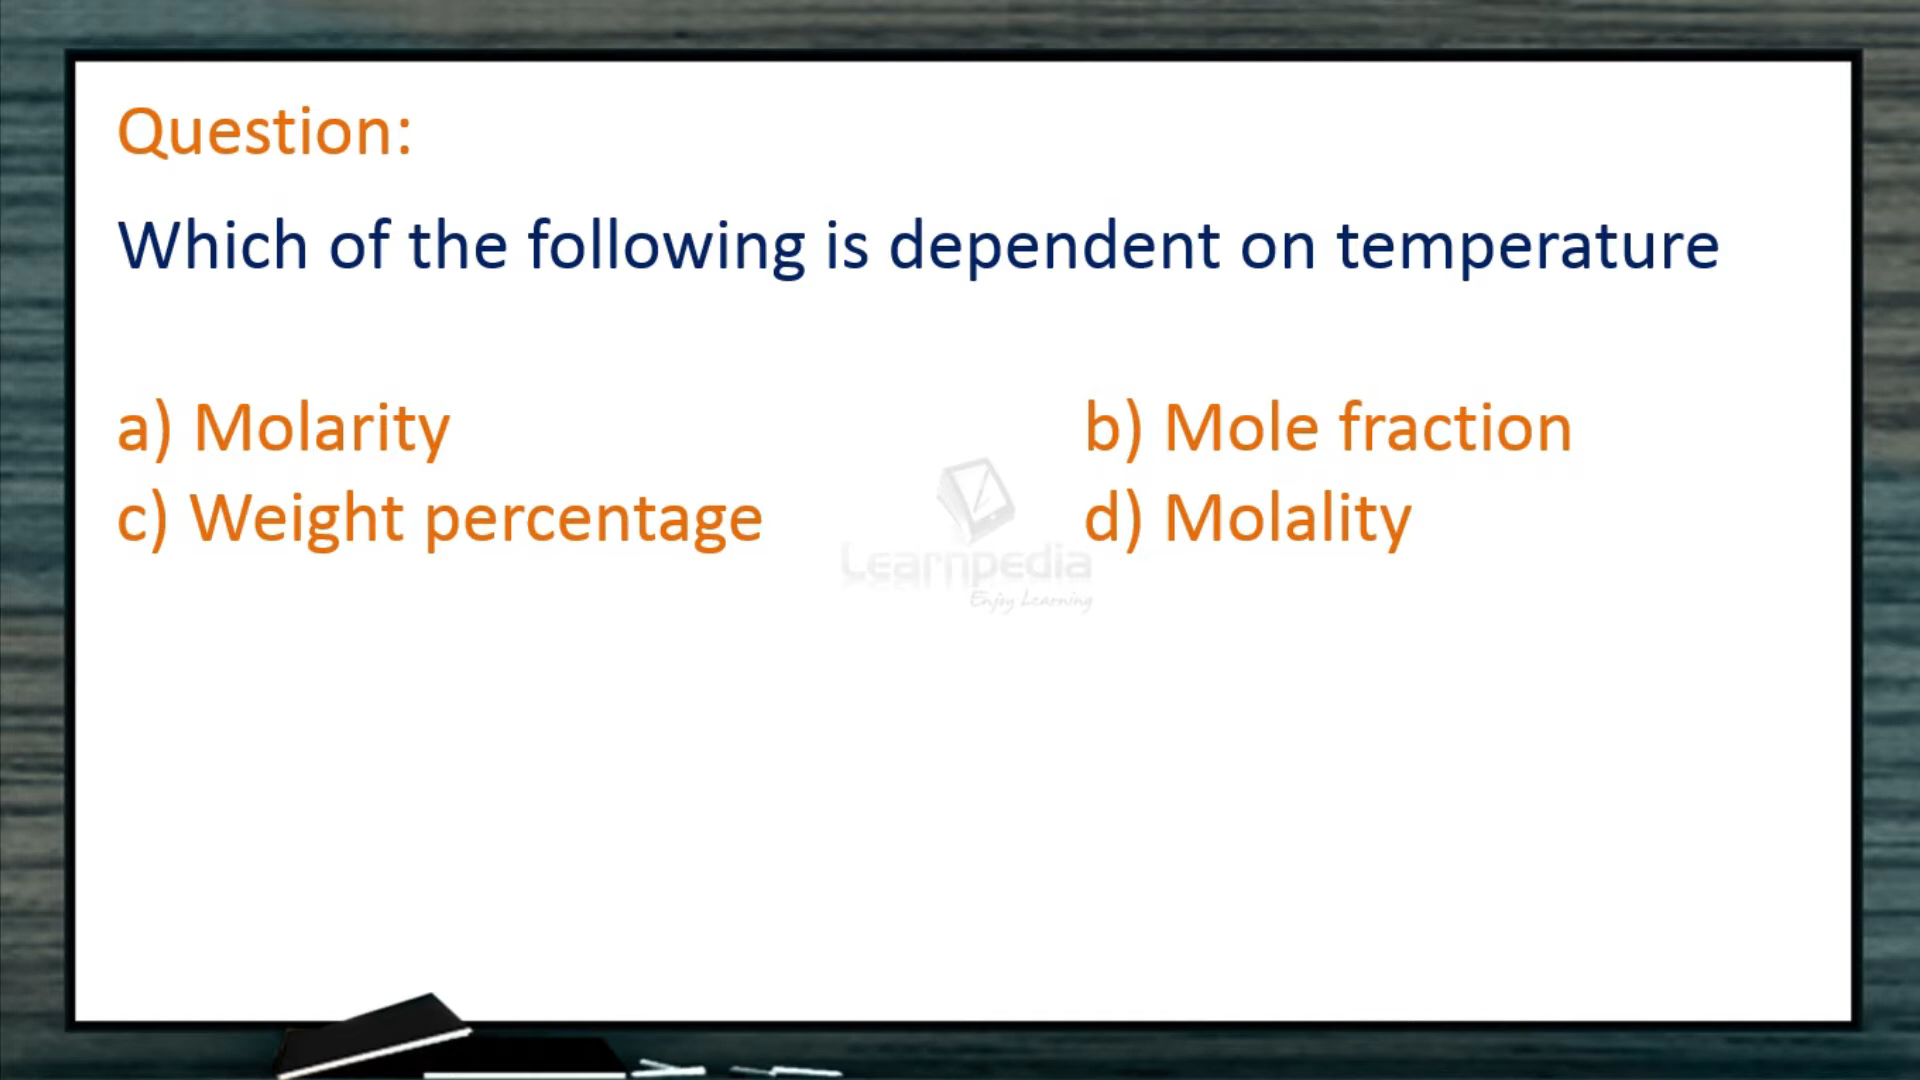 Question:
Which of the following is dependent on temperature
a) Molarity
b) Mole fraction
c) Weight percentage
d) Molality
Learnpedia
Enjoy Learning